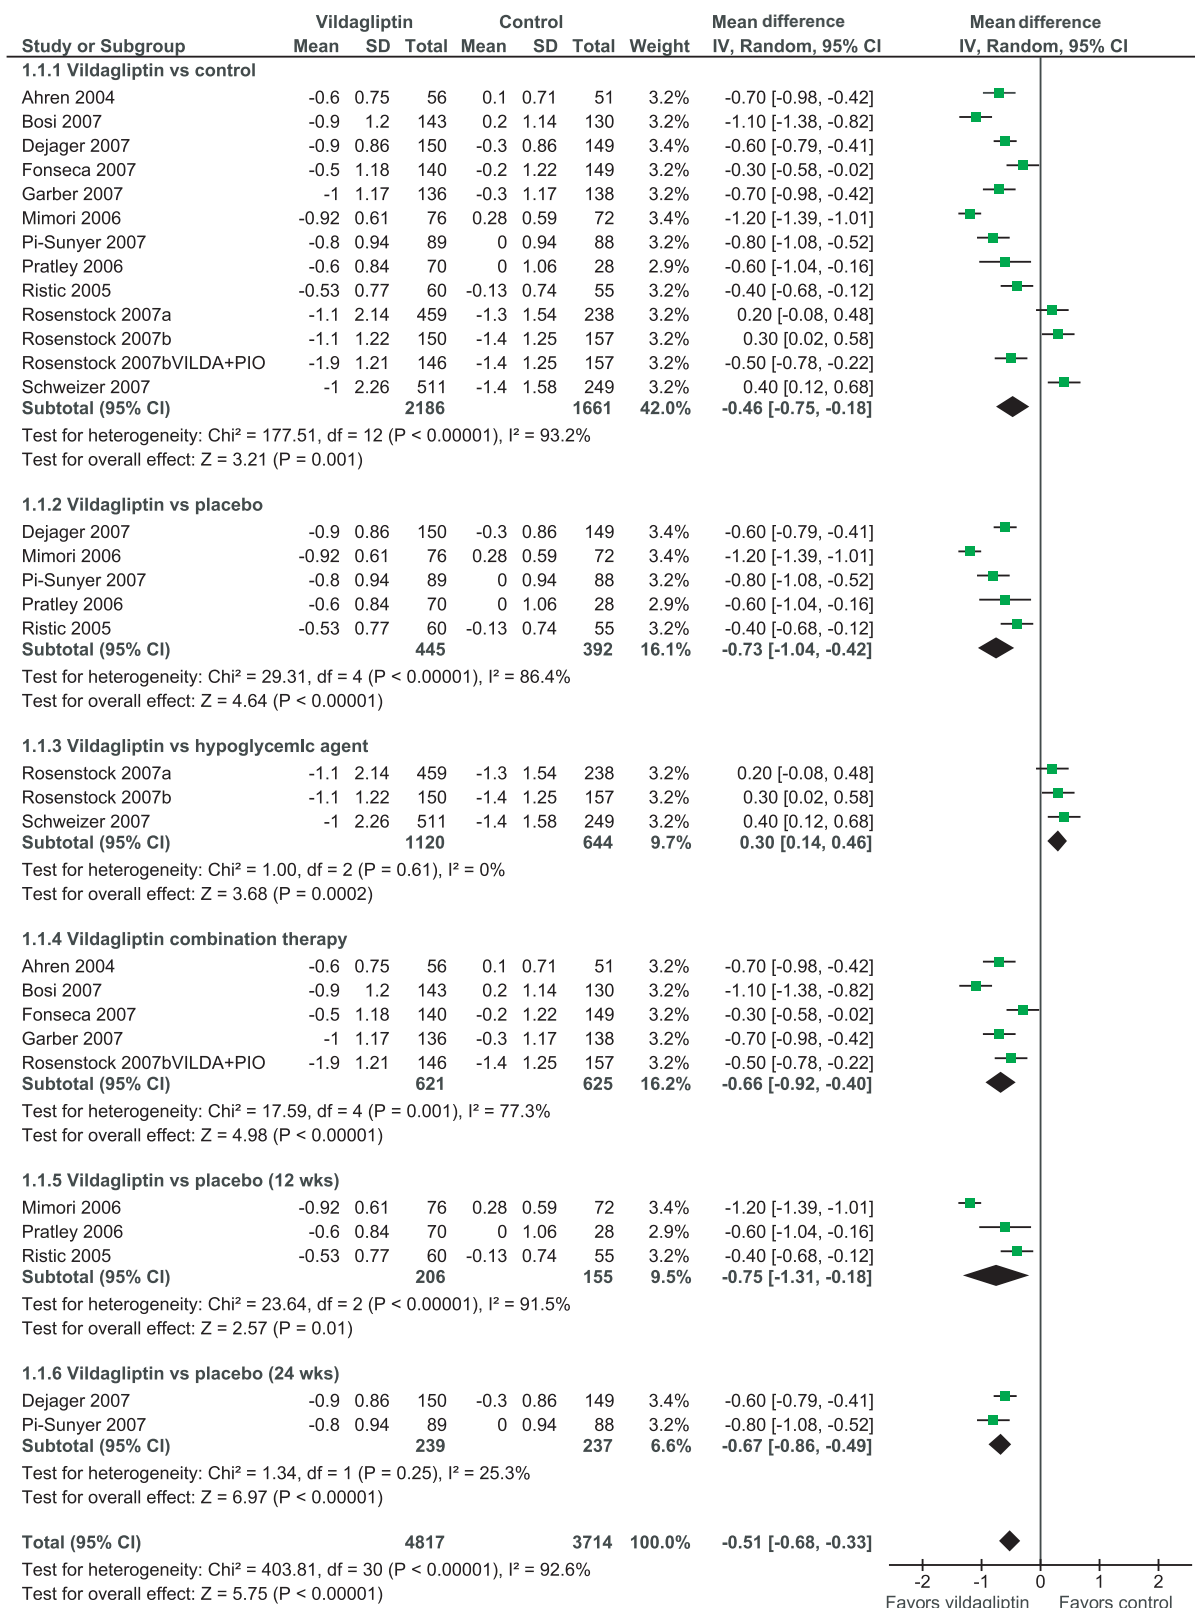 Vildagliptin Control Mean difference Mean difference
Study or Subgroup Mean SD Total Mean SD Total Weight IV, Random, 95% CI IV, Random, 95% CI
1.1.1 Vildagliptin vs control
Ahren 2004 -0.6 0.75 56 0.1 0.71 51 3.2% -0.70 [-0.98, -0.42]
Bosi 2007 -0.9 1.2 143 0.2 1.14 130 3.2% -1.10 [-1.38, -0.82]
Dejager 2007 -0.9 0.86 150 -0.3 0.86 149 3.4% -0.60 [-0.79, -0.41]
Fonseca 2007 -0.5 1.18 140 -0.2 1.22 149 3.2% -0.30 [-0.58, -0.02]
Garber 2007 -1 1.17 136 -0.3 1.17 138 3.2% -0.70 [-0.98, -0.42]
Mimori 2006 -0.92 0.61 76 0.28 0.59 72 3.4% -1.20 [-1.39, -1.01]
Pi-Sunyer 2007 -0.8 0.94 89 0 0.94 88 3.2% -0.80 [-1.08, -0.52]
Pratley 2006 -0.6 0.84 70 0 1.06 28 2.9% -0.60 [-1.04, -0.16]
Ristic 2005 -0.53 0.77 60 -0.13 0.74 55 3.2% -0.40 [-0.68, -0.12]
Rosenstock 2007a -1.1 2.14 459 -1.3 1.54 238 3.2% 0.20 [-0.08, 0.48]
Rosenstock 2007b -1.1 1.22 150 -1.4 1.25 157 3.2% 0.30 [0.02, 0.58]
Rosenstock 2007bVILDA+PIO -1.9 1.21 146 -1.4 1.25 157 3.2% -0.50 [-0.78, -0.22]
Schweizer 2007 -1 2.26 511 -1.4 1.58 249 3.2% 0.40 [0.12, 0.68]
Subtotal (95% CI) 2186 1661 42.0% -0.46 [-0.75, -0.18]
Test for heterogeneity: Chi² = 177.51, df = 12 (P < 0.00001), I² = 93.2%
Test for overall effect: Z = 3.21 (P = 0.001)
1.1.2 Vildagliptin vs placebo
Dejager 2007 -0.9 0.86 150 -0.3 0.86 149 3.4% -0.60 [-0.79, -0.41]
Mimori 2006 -0.92 0.61 76 0.28 0.59 72 3.4% -1.20 [-1.39, -1.01]
Pi-Sunyer 2007 -0.8 0.94 89 0 0.94 88 3.2% -0.80 [-1.08, -0.52]
Pratley 2006 -0.6 0.84 70 0 1.06 28 2.9% -0.60 [-1.04, -0.16]
Ristic 2005 -0.53 0.77 60 -0.13 0.74 55 3.2% -0.40 [-0.68, -0.12]
Subtotal (95% CI) 445 392 16.1% -0.73 [-1.04, -0.42]
Test for heterogeneity: Chi² = 29.31, df = 4 (P < 0.00001), I² = 86.4%
Test for overall effect: Z = 4.64 (P < 0.00001)
1.1.3 Vildagliptin vs hypoglycemIc agent
Rosenstock 2007a -1.1 2.14 459 -1.3 1.54 238 3.2% 0.20 [-0.08, 0.48]
Rosenstock 2007b -1.1 1.22 150 -1.4 1.25 157 3.2% 0.30 [0.02, 0.58]
Schweizer 2007 -1 2.26 511 -1.4 1.58 249 3.2% 0.40 [0.12, 0.68]
Subtotal (95% CI) 1120 644 9.7% 0.30 [0.14, 0.46]
Test for heterogeneity: Chi² = 1.00, df = 2 (P = 0.61), I² = 0%
Test for overall effect: Z = 3.68 (P = 0.0002)
1.1.4 Vildagliptin combination therapy
Ahren 2004 -0.6 0.75 56 0.1 0.71 51 3.2% -0.70 [-0.98, -0.42]
Bosi 2007 -0.9 1.2 143 0.2 1.14 130 3.2% -1.10 [-1.38, -0.82]
Fonseca 2007 -0.5 1.18 140 -0.2 1.22 149 3.2% -0.30 [-0.58, -0.02]
Garber 2007 -1 1.17 136 -0.3 1.17 138 3.2% -0.70 [-0.98, -0.42]
Rosenstock 2007bVILDA+PIO -1.9 1.21 146 -1.4 1.25 157 3.2% -0.50 [-0.78, -0.22]
Subtotal (95% CI) 621 625 16.2% -0.66 [-0.92, -0.40]
Test for heterogeneity: Chi² = 17.59, df = 4 (P = 0.001), I² = 77.3%
Test for overall effect: Z = 4.98 (P < 0.00001)
1.1.5 Vildagliptin vs placebo (12 wks)
Mimori 2006 -0.92 0.61 76 0.28 0.59 72 3.4% -1.20 [-1.39, -1.01]
Pratley 2006 -0.6 0.84 70 0 1.06 28 2.9% -0.60 [-1.04, -0.16]
Ristic 2005 -0.53 0.77 60 -0.13 0.74 55 3.2% -0.40 [-0.68, -0.12]
Subtotal (95% CI) 206 155 9.5% -0.75 [-1.31, -0.18]
Test for heterogeneity: Chi² = 23.64, df = 2 (P < 0.00001), I² = 91.5%
Test for overall effect: Z = 2.57 (P = 0.01)
1.1.6 Vildagliptin vs placebo (24 wks)
Dejager 2007 -0.9 0.86 150 -0.3 0.86 149 3.4% -0.60 [-0.79, -0.41]
Pi-Sunyer 2007 -0.8 0.94 89 0 0.94 88 3.2% -0.80 [-1.08, -0.52]
Subtotal (95% CI) 239 237 6.6% -0.67 [-0.86, -0.49]
Test for heterogeneity: Chi² = 1.34, df = 1 (P = 0.25), I² = 25.3%
Test for overall effect: Z = 6.97 (P < 0.00001)
Total (95% CI) 4817 3714 100.0% -0.51 [-0.68, -0.33]
Test for heterogeneity: Chi² = 403.81, df = 30 (P < 0.00001), I² = 92.6%
Test for overall effect: Z = 5.75 (P < 0.00001)
-2 -1 0 1 2
Favors vildagliptin Favors control